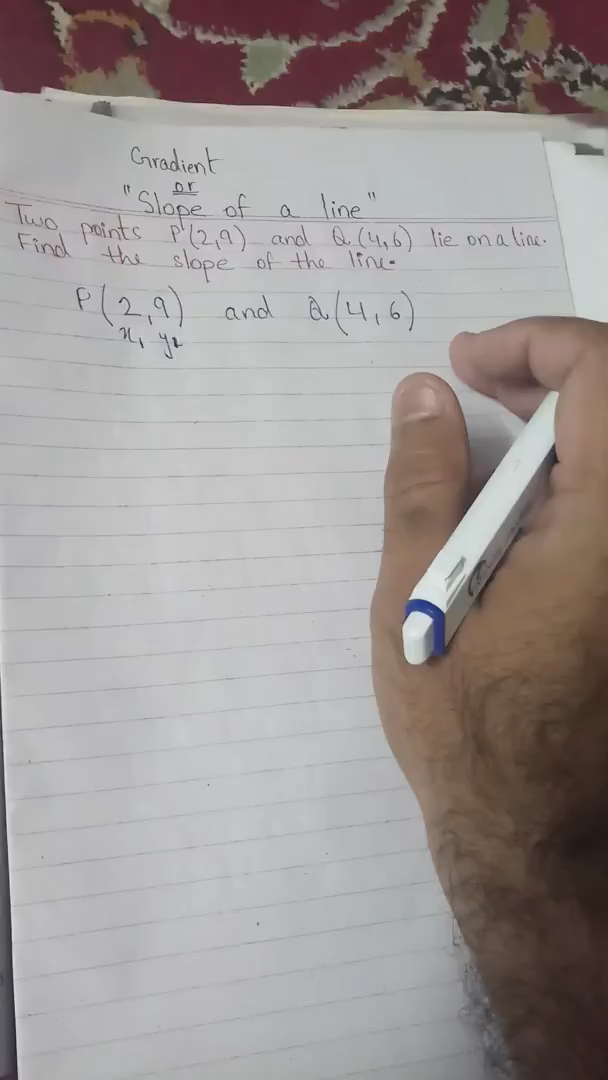 Gradient
or
"Slope of a line"
Two points P(2,9) and Q(4,6) lie on a line.
Find the slope of the line.
P(2,9) and Q(4,6)
x₁ y₂